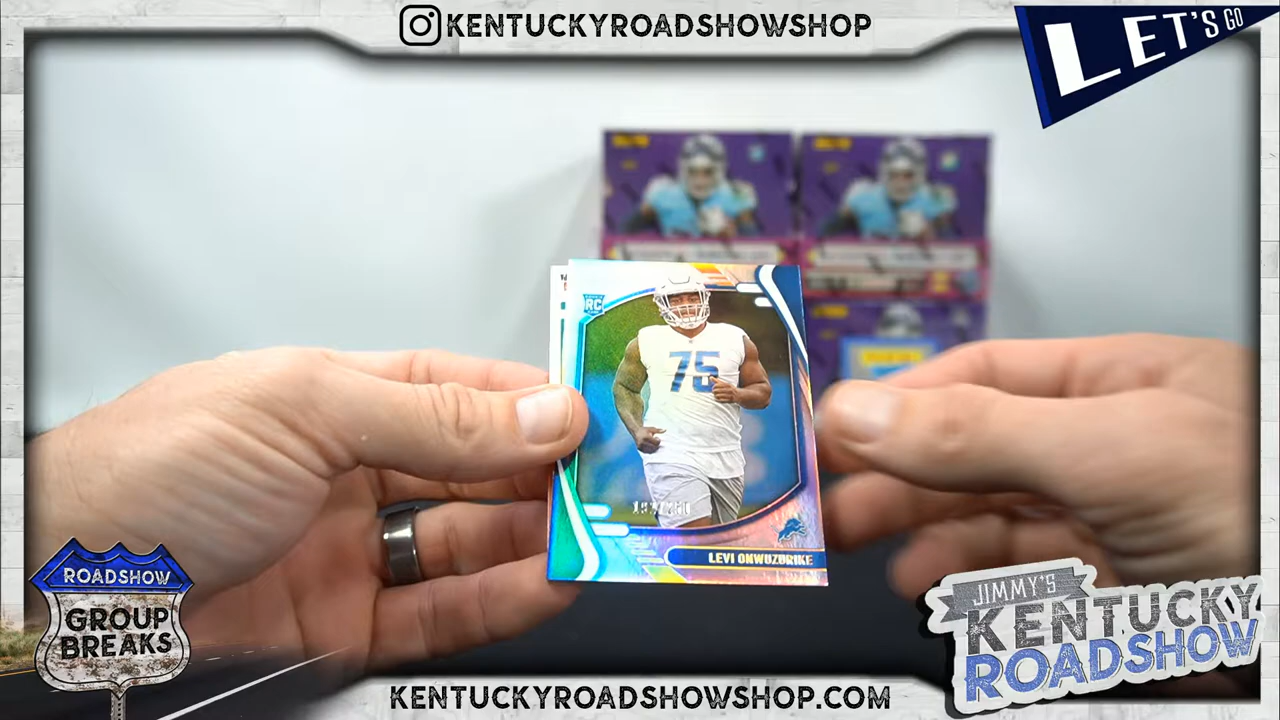 KENTUCKYROADSHOWSHOP
LET'S GO
RC
75
LEVI ONWUZURIKE
ROADSHOW
GROUP
BREAKS
JIMMY'S
KENTUCKY
ROADSHOW
KENTUCKYROADSHOWSHOP.COM